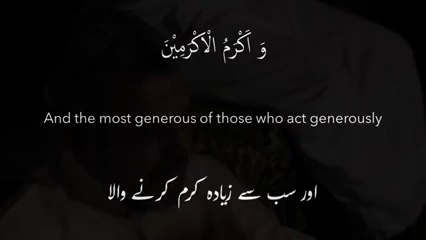 وَ اَكْرَمُ الْاَكْرَمِيْنَ
And the most generous of those who act generously
اور سب سے زیادہ کرم کرنے والا